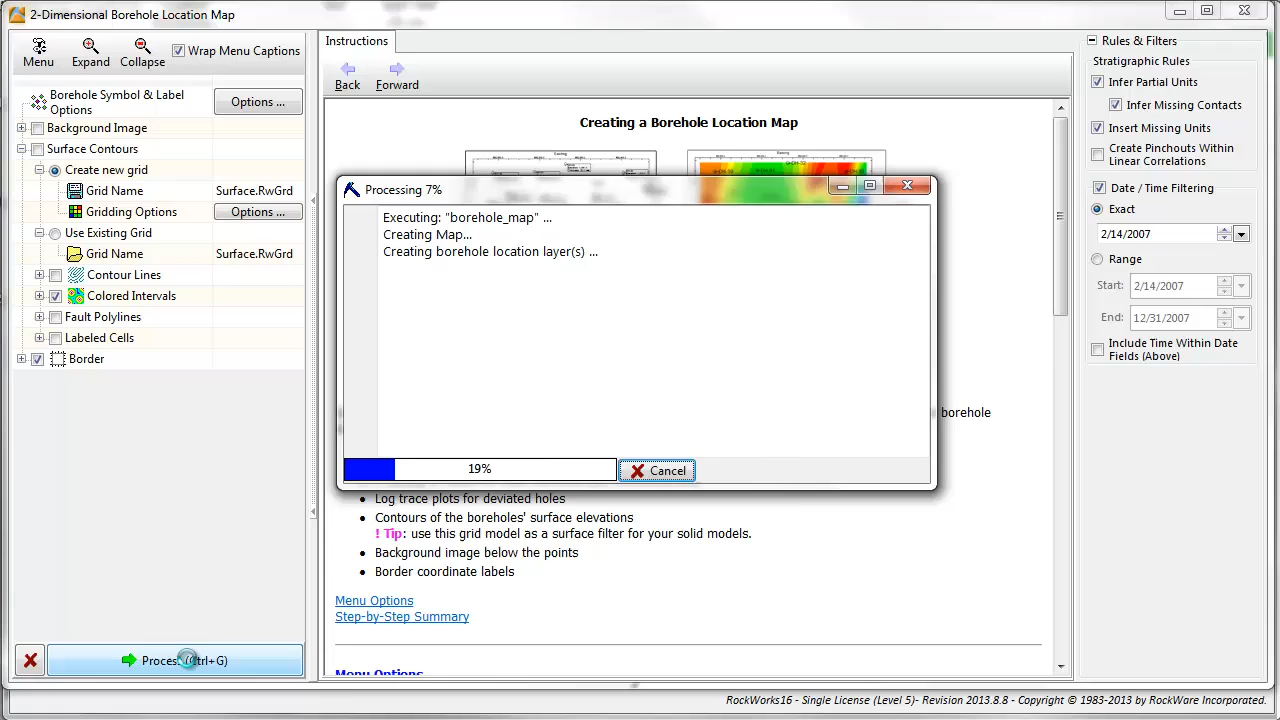 2-Dimensional Borehole Location Map
Menu
Expand
Collapse
Wrap Menu Captions
Borehole Symbol & Label
Options
Options ...
Background Image
Surface Contours
Create new grid
Grid Name
Surface.RwGrd
Gridding Options
Options ...
Use Existing Grid
Grid Name
Surface.RwGrd
Contour Lines
Colored Intervals
Fault Polylines
Labeled Cells
Border
Process (Ctrl+G)
Instructions
Back
Forward
Creating a Borehole Location Map
Processing 7%
Executing: "borehole_map" ...
Creating Map...
Creating borehole location layer(s) ...
19%
Cancel
borehole
Log trace plots for deviated holes
Contours of the boreholes' surface elevations
! Tip: use this grid model as a surface filter for your solid models.
Background image below the points
Border coordinate labels
Menu Options
Step-by-Step Summary
Menu Options
Rules & Filters
Stratigraphic Rules
Infer Partial Units
Infer Missing Contacts
Insert Missing Units
Create Pinchouts Within
Linear Correlations
Date / Time Filtering
Exact
2/14/2007
Range
Start:
2/14/2007
End:
12/31/2007
Include Time Within Date
Fields (Above)
RockWorks16 - Single License (Level 5)- Revision 2013.8.8 - Copyright © 1983-2013 by RockWare Incorporated.